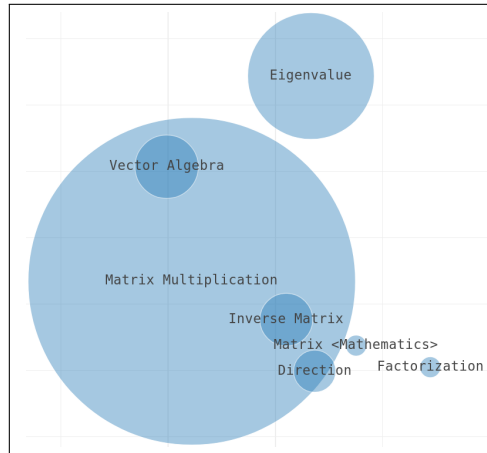 Eigenvalue
Vector Algebra
Matrix Multiplication
Inverse Matrix
Matrix <Mathematics>
Factorization
Direction